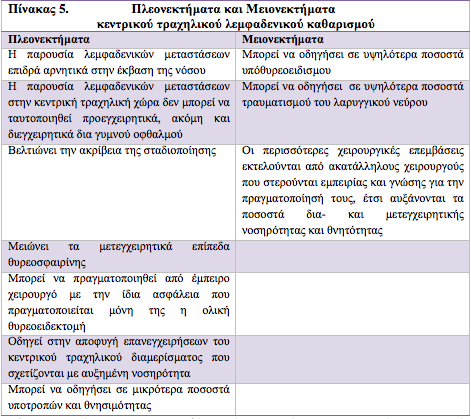 Πίνακας 5. Πλεονεκτήματα και Μειονεκτήματα
κεντρικού τραχηλικού λεμφαδενικού καθαρισμού
Πλεονεκτήματα
Μειονεκτήματα
Η παρουσία λεμφαδενικών μεταστάσεων
επιδρά αρνητικά στην έκβαση της νόσου
Μπορεί να οδηγήσει σε υψηλότερα ποσοστά
υπόθυρεοειδισμου
Η παρουσία λεμφαδενικών μεταστάσεων
στην κεντρική τραχηλική χώρα δεν μπορεί να
ταυτοποιηθεί προεγχειρητικά, ακόμη και
διεγχειρητικά δια γυμνού οφθαλμού
Μπορεί να οδηγήσει σε υψηλότερα ποσοστά
τραυματισμού του λαρυγγικού νεύρου
Βελτιώνει την ακρίβεια της σταδιοποίησης
Οι περισσότερες χειρουργικές επεμβάσεις
εκτελούνται από ακατάλληλους χειρουργούς
που στερούνται εμπειρίας και γνώσης για την
πραγματοποίησή τους, έτσι αυξάνονται τα
ποσοστά δια- και μετεγχειρητικής
νοσηρότητας και θνητότητας
Μειώνει τα μετεγχειρητικά επίπεδα
θυρεοσφαιρίνης
Μπορεί να πραγματοποιηθεί από έμπειρο
χειρουργό με την ίδια ασφάλεια που
πραγματοποιείται μόνη της η ολική
θυρεοειδεκτομή
Οδηγεί στην αποφυγή επανεγχειρήσεων του
κεντρικού τραχηλικού διαμερίσματος που
σχετίζονται με αυξημένη νοσηρότητα
Μπορεί να οδηγήσει σε μικρότερα ποσοστά
υποτροπών και θνησιμότητας